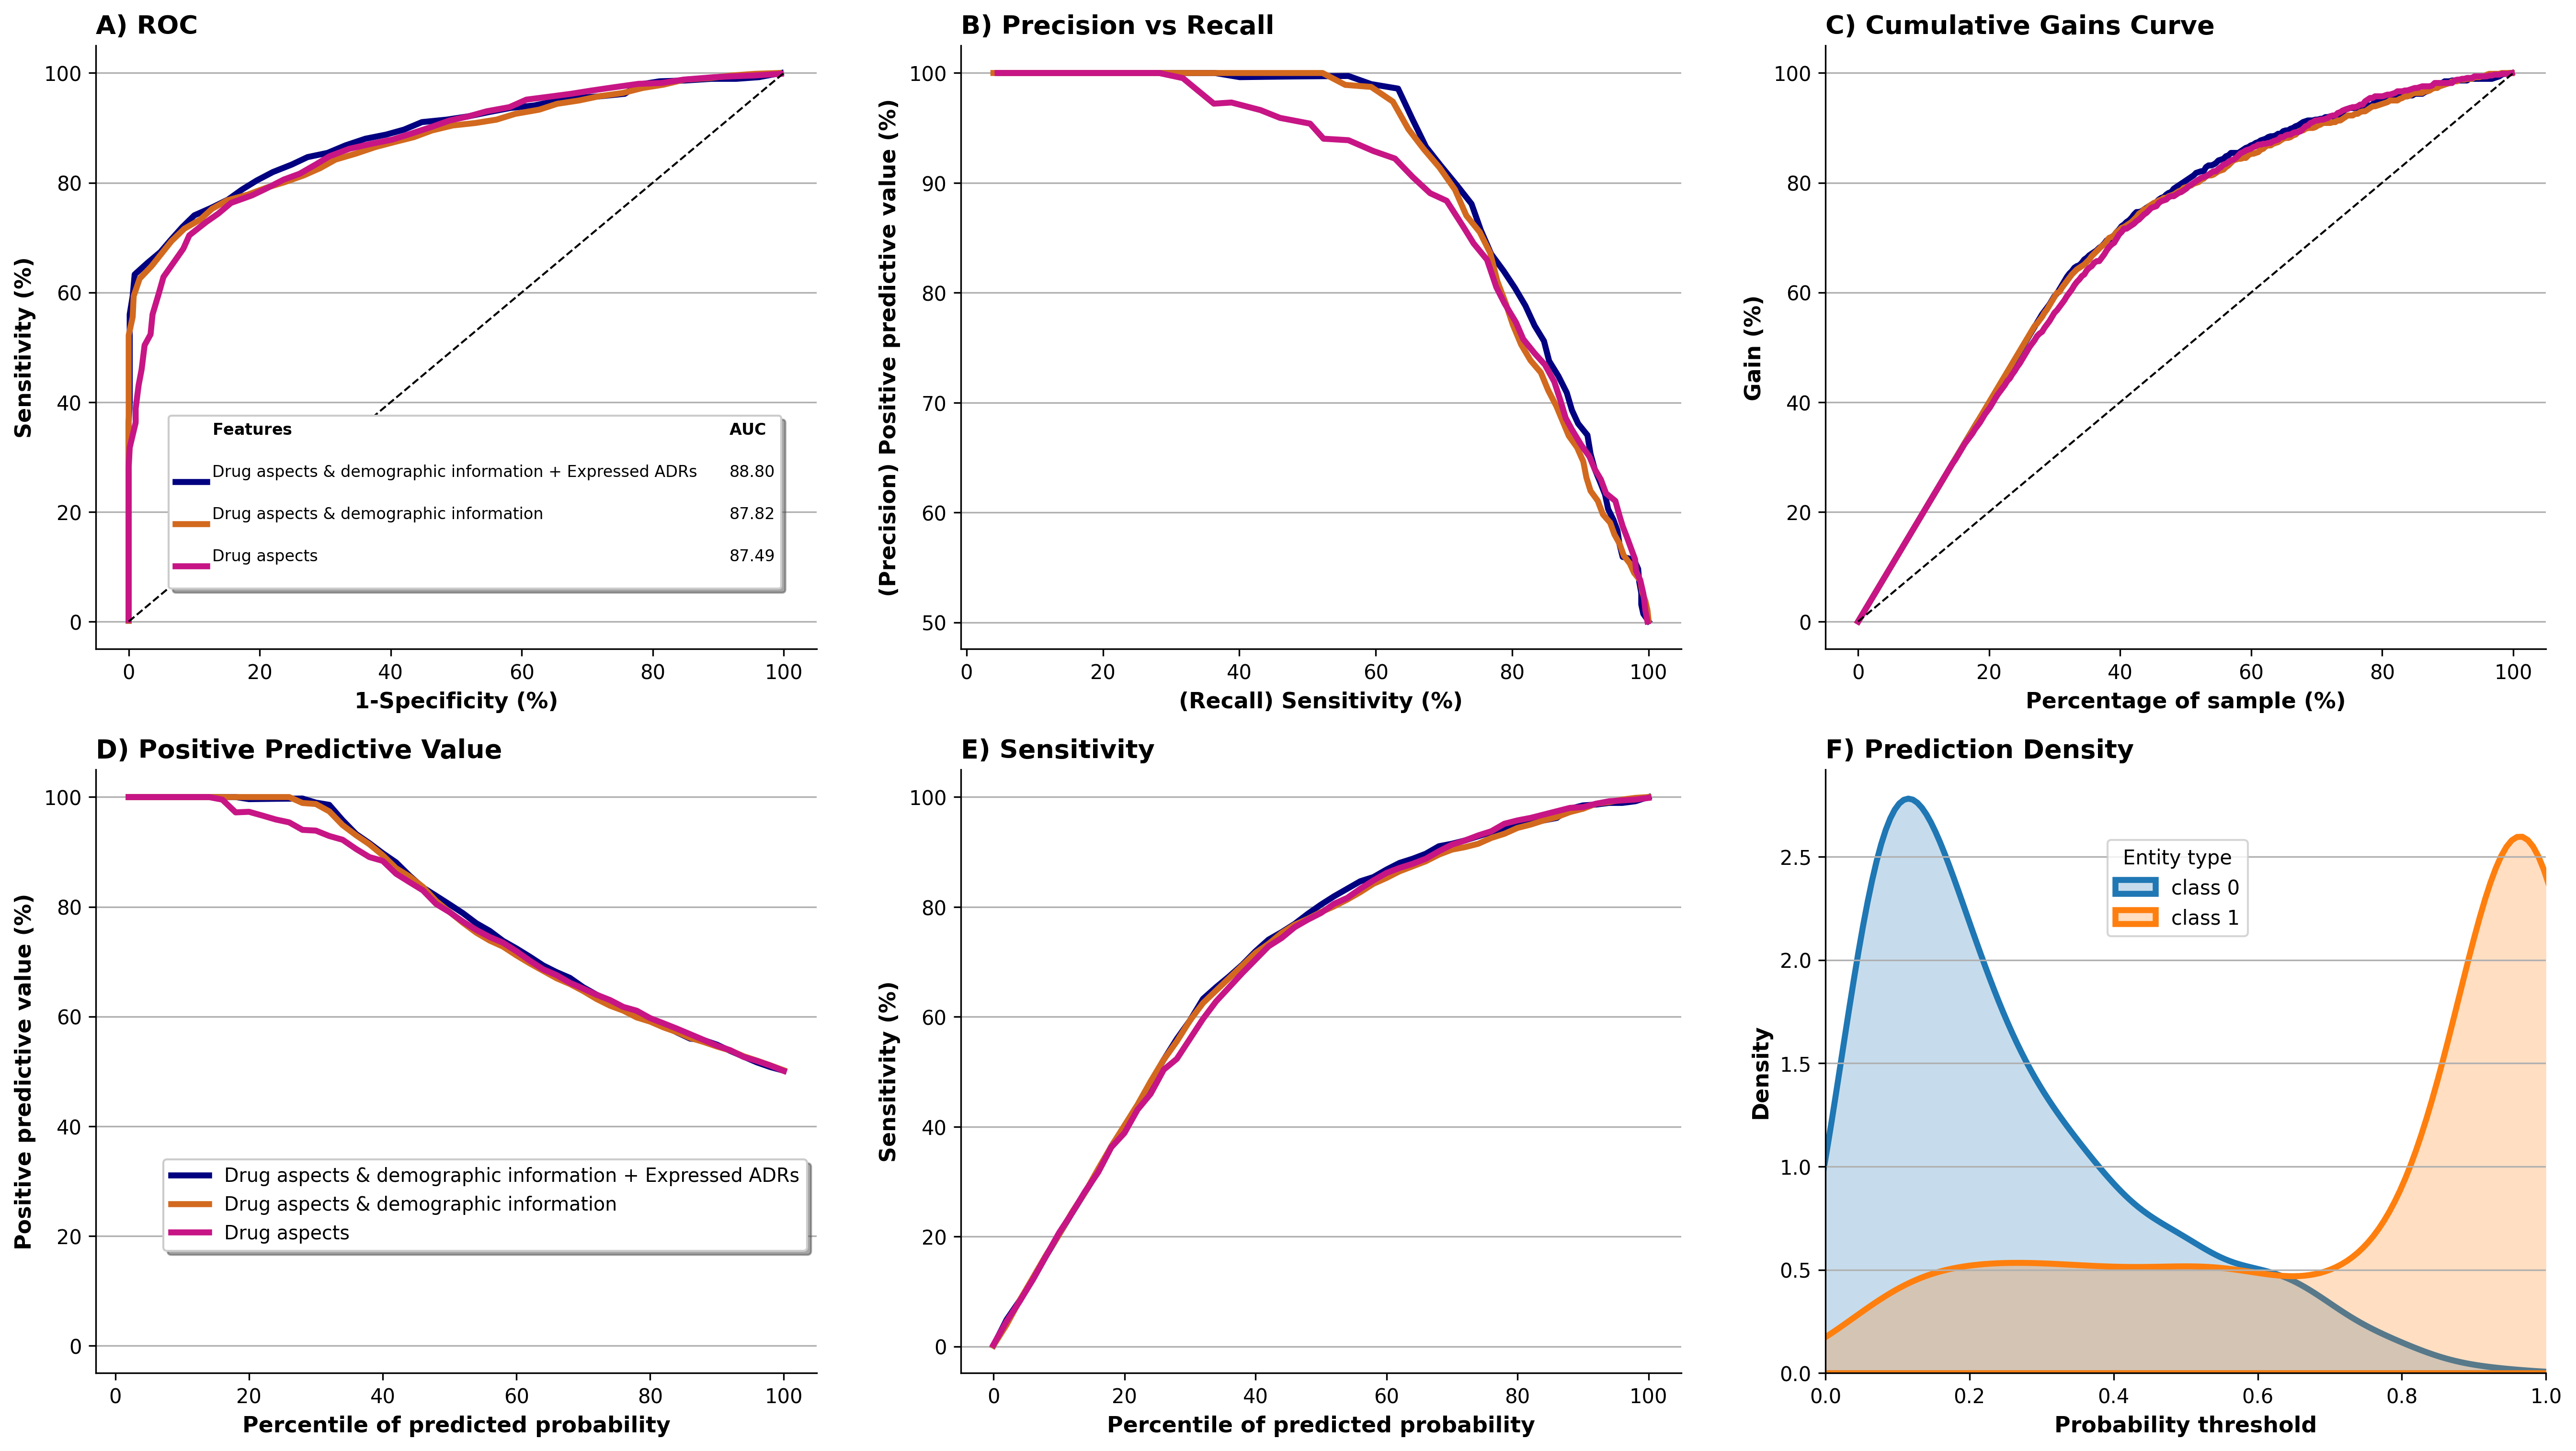 A) ROC
Sensitivity (%)
100
80
60
40
20
0
Features AUC
Drug aspects & demographic information + Expressed ADRs 88.80
Drug aspects & demographic information 87.82
Drug aspects 87.49
0 20 40 60 80 100
1-Specificity (%)
B) Precision vs Recall
(Precision) Positive predictive value (%)
100
90
80
70
60
50
0 20 40 60 80 100
(Recall) Sensitivity (%)
C) Cumulative Gains Curve
Gain (%)
100
80
60
40
20
0
0 20 40 60 80 100
Percentage of sample (%)
D) Positive Predictive Value
Positive predictive value (%)
100
80
60
40
20
0
Drug aspects & demographic information + Expressed ADRs
Drug aspects & demographic information
Drug aspects
0 20 40 60 80 100
Percentile of predicted probability
E) Sensitivity
Sensitivity (%)
100
80
60
40
20
0
0 20 40 60 80 100
Percentile of predicted probability
F) Prediction Density
Density
2.5
2.0
1.5
1.0
0.5
0.0
Entity type
class 0
class 1
0.0 0.2 0.4 0.6 0.8 1.0
Probability threshold